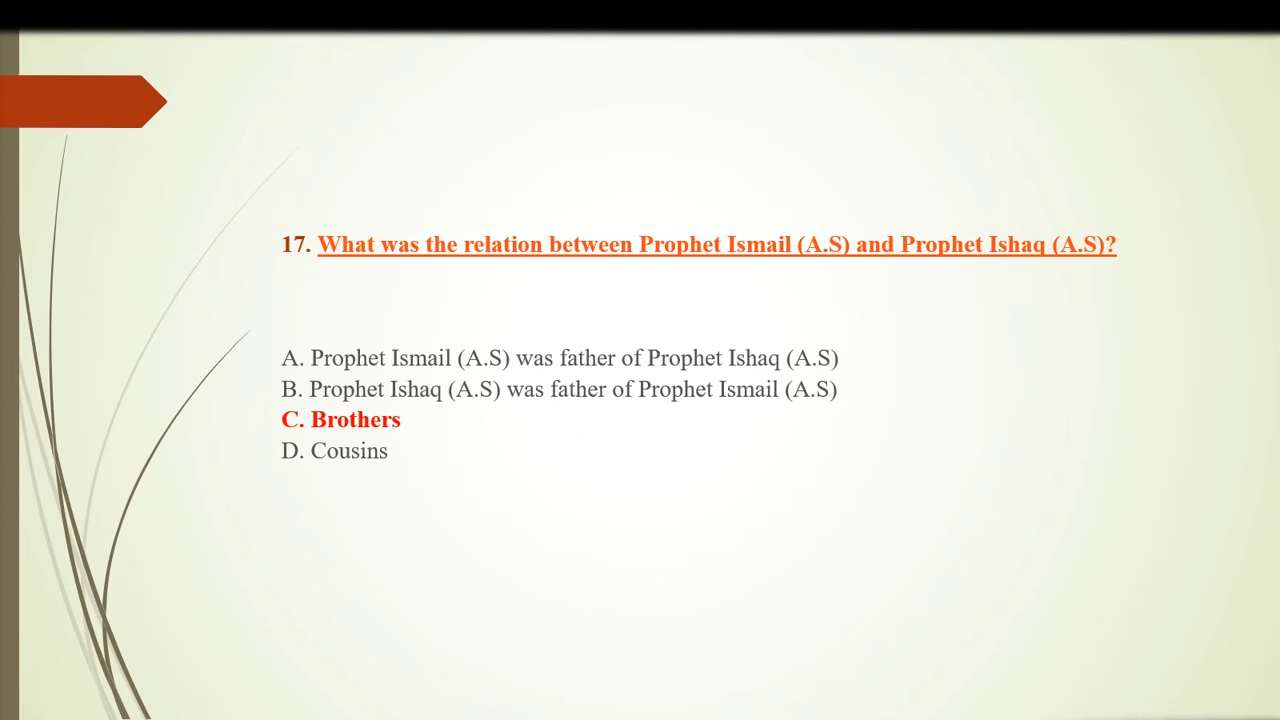 17. What was the relation between Prophet Ismail (A.S) and Prophet Ishaq (A.S)?
A. Prophet Ismail (A.S) was father of Prophet Ishaq (A.S)
B. Prophet Ishaq (A.S) was father of Prophet Ismail (A.S)
C. Brothers
D. Cousins